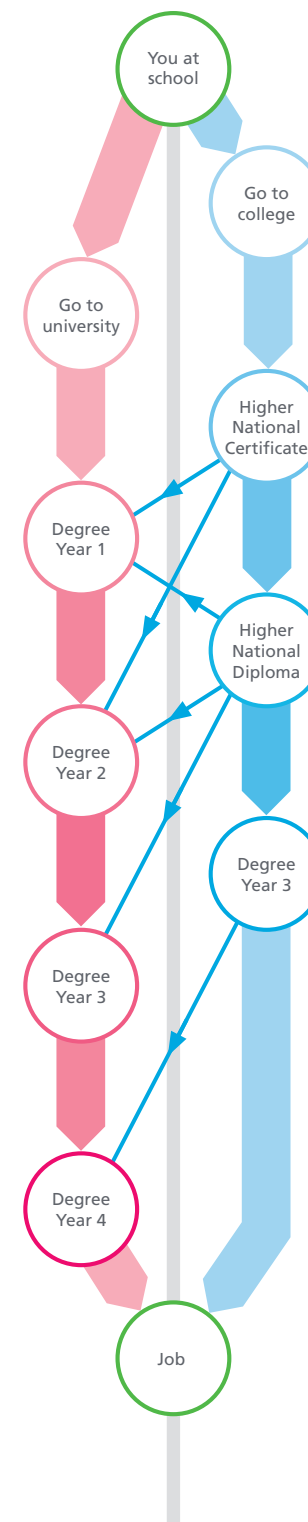 You at
school
Go to
college
Go to
university
Higher
National
Certificate
Degree
Year 1
Higher
National
Diploma
Degree
Year 2
Degree
Year 3
Degree
Year 3
Degree
Year 4
Job